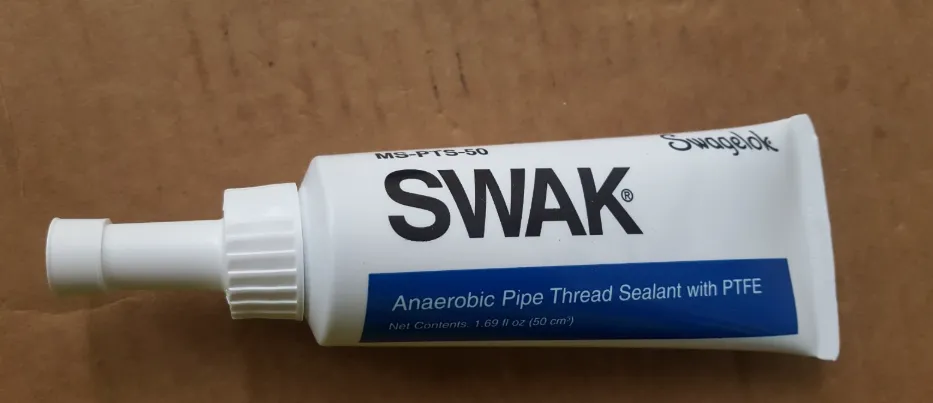 MS-PTS-50
Swagelok
SWAK®
Anaerobic Pipe Thread Sealant with PTFE
Net Contents. 1.69 fl oz (50 cm³)